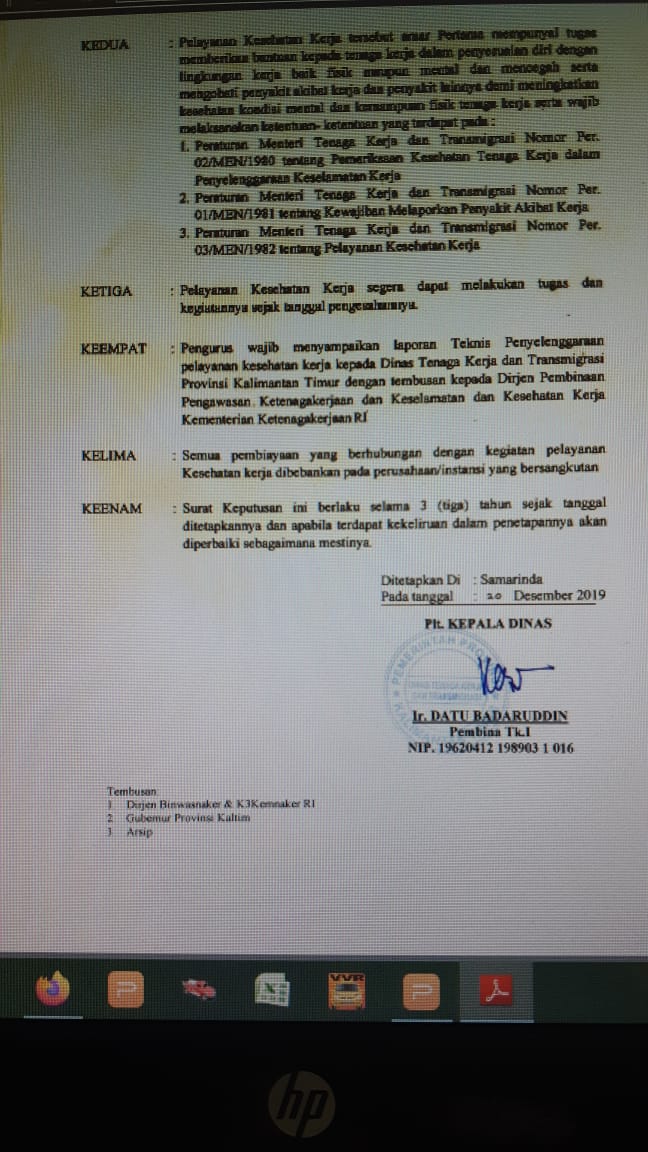 KEDUA : Pelayanan Kesehatan Kerja tersebut amar Pertama mempunyai tugas
memberikan bantuan kepada tenaga kerja dalam penyesuaian diri dengan
lingkungan kerja baik fisik maupun mental dan mencegah serta
mengobati penyakit akibat kerja dan penyakit lainnya demi meningkatkan
kesehatan kondisi mental dan kemampuan fisik tenaga kerja serta wajib
melaksanakan ketentuan- ketentuan yang terdapat pada :
1. Peraturan Menteri Tenaga Kerja dan Transmigrasi Nomor Per.
02/MEN/1980 tentang Pemeriksaan Kesehatan Tenaga Kerja dalam
Penyelenggaraan Keselamatan Kerja
2. Peraturan Menteri Tenaga Kerja dan Transmigrasi Nomor Per.
01/MEN/1981 tentang Kewajiban Melaporkan Penyakit Akibat Kerja
3. Peraturan Menteri Tenaga Kerja dan Transmigrasi Nomor Per.
03/MEN/1982 tentang Pelayanan Kesehatan Kerja
KETIGA : Pelayanan Kesehatan Kerja segera dapat melakukan tugas dan
kegiatannya sejak tanggal pengesahannya.
KEEMPAT : Pengurus wajib menyampaikan laporan Teknis Penyelenggaraan
pelayanan kesehatan kerja kepada Dinas Tenaga Kerja dan Transmigrasi
Provinsi Kalimantan Timur dengan tembusan kepada Dirjen Pembinaan
Pengawasan Ketenagakerjaan dan Keselamatan dan Kesehatan Kerja
Kementerian Ketenagakerjaan RI
KELIMA : Semua pembiayaan yang berhubungan dengan kegiatan pelayanan
Kesehatan kerja dibebankan pada perusahaan/instansi yang bersangkutan
KEENAM : Surat Keputusan ini berlaku selama 3 (tiga) tahun sejak tanggal
ditetapkannya dan apabila terdapat kekeliruan dalam penetapannya akan
diperbaiki sebagaimana mestinya.
Ditetapkan Di : Samarinda
Pada tanggal : 20 Desember 2019
Plt. KEPALA DINAS
PEMERINTAH
Ir. DATU BADARUDDIN
Pembina Tk.I
NIP. 19620412 198903 1 016
Tembusan
1 Dirjen Binwasnaker & K3Kemnaker RI
2 Gubernur Provinsi Kaltim
3 Arsip
VVR
hp